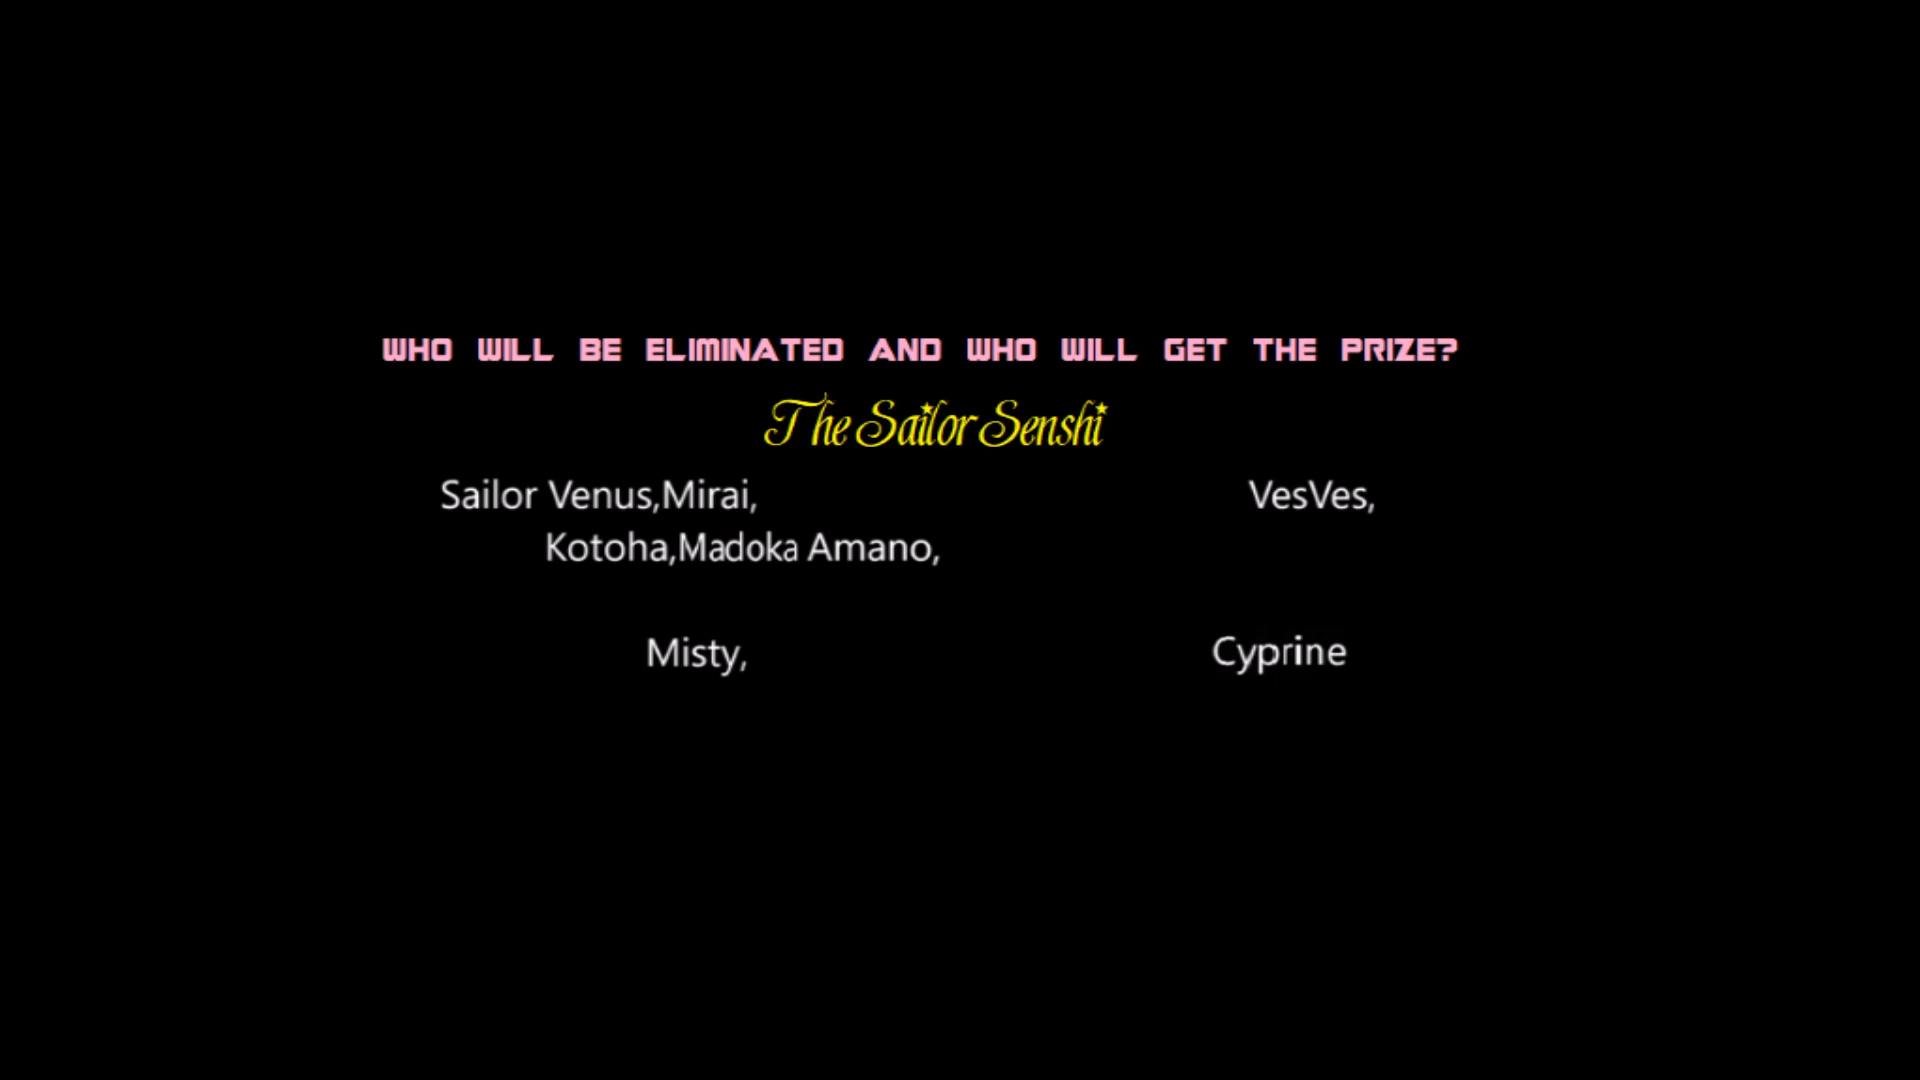 WHO WILL BE ELIMINATED AND WHO WILL GET THE PRIZE?
The Sailor Senshi
Sailor Venus,Mirai, VesVes,
Kotoha,Madoka Amano,
Misty, Cyprine